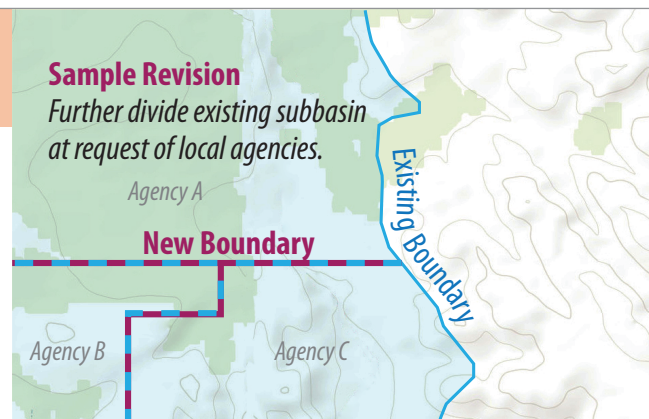 Sample Revision
Further divide existing subbasin
at request of local agencies.
Agency A
New Boundary
Existing Boundary
Agency B
Agency C